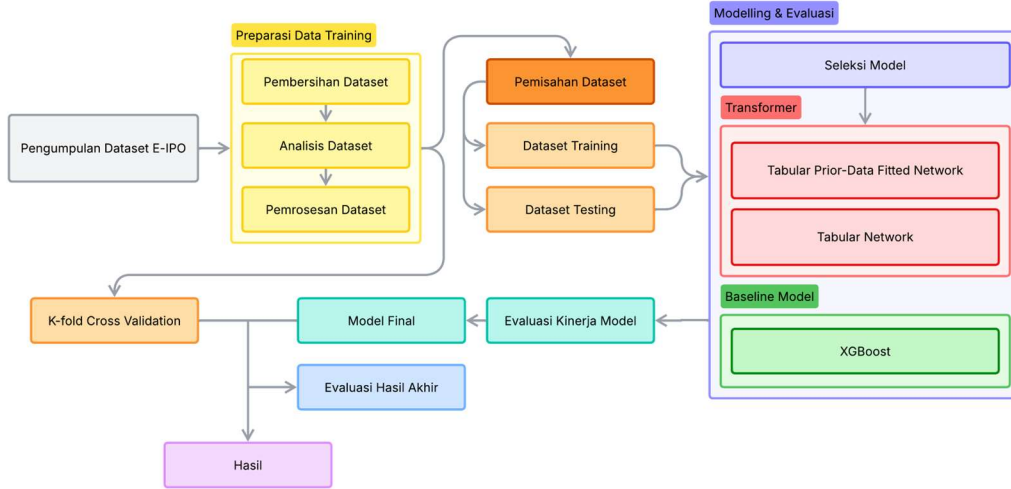 Modelling & Evaluasi
Preparasi Data Training
Pembersihan Dataset
Pemisahan Dataset
Seleksi Model
Transformer
Pengumpulan Dataset E-IPO
Analisis Dataset
Dataset Training
Tabular Prior-Data Fitted Network
Pemrosesan Dataset
Dataset Testing
Tabular Network
Baseline Model
K-fold Cross Validation
Model Final
Evaluasi Kinerja Model
XGBoost
Evaluasi Hasil Akhir
Hasil